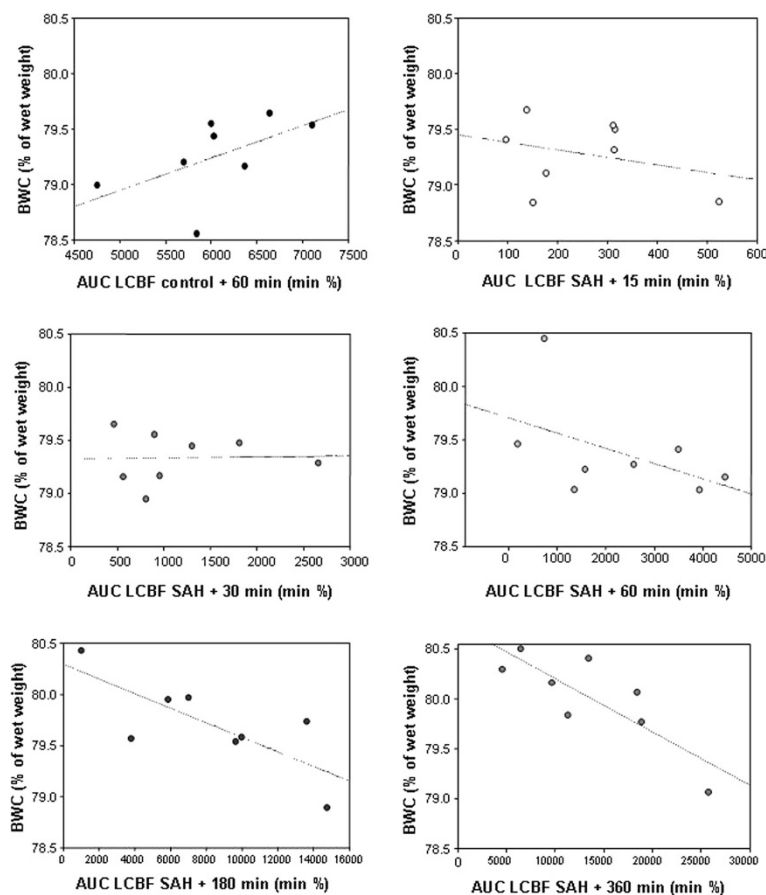 BWC (% of wet weight)
80.5
80.0
79.5
79.0
78.5
4500 5000 5500 6000 6500 7000 7500
AUC LCBF control + 60 min (min %)
BWC (% of wet weight)
80.5
80.0
79.5
79.0
78.5
0 100 200 300 400 500 600
AUC LCBF SAH + 15 min (min %)
BWC (% of wet weight)
80.5
80.0
79.5
79.0
78.5
0 500 1000 1500 2000 2500 3000
AUC LCBF SAH + 30 min (min %)
BWC (% of wet weight)
80.5
80.0
79.5
79.0
78.5
0 1000 2000 3000 4000 5000
AUC LCBF SAH + 60 min (min %)
BWC (% of wet weight)
80.5
80.0
79.5
79.0
78.5
0 2000 4000 6000 8000 10000 12000 14000 16000
AUC LCBF SAH + 180 min (min %)
BWC (% of wet weight)
80.5
80.0
79.5
79.0
78.5
0 5000 10000 15000 20000 25000 30000
AUC LCBF SAH + 360 min (min %)